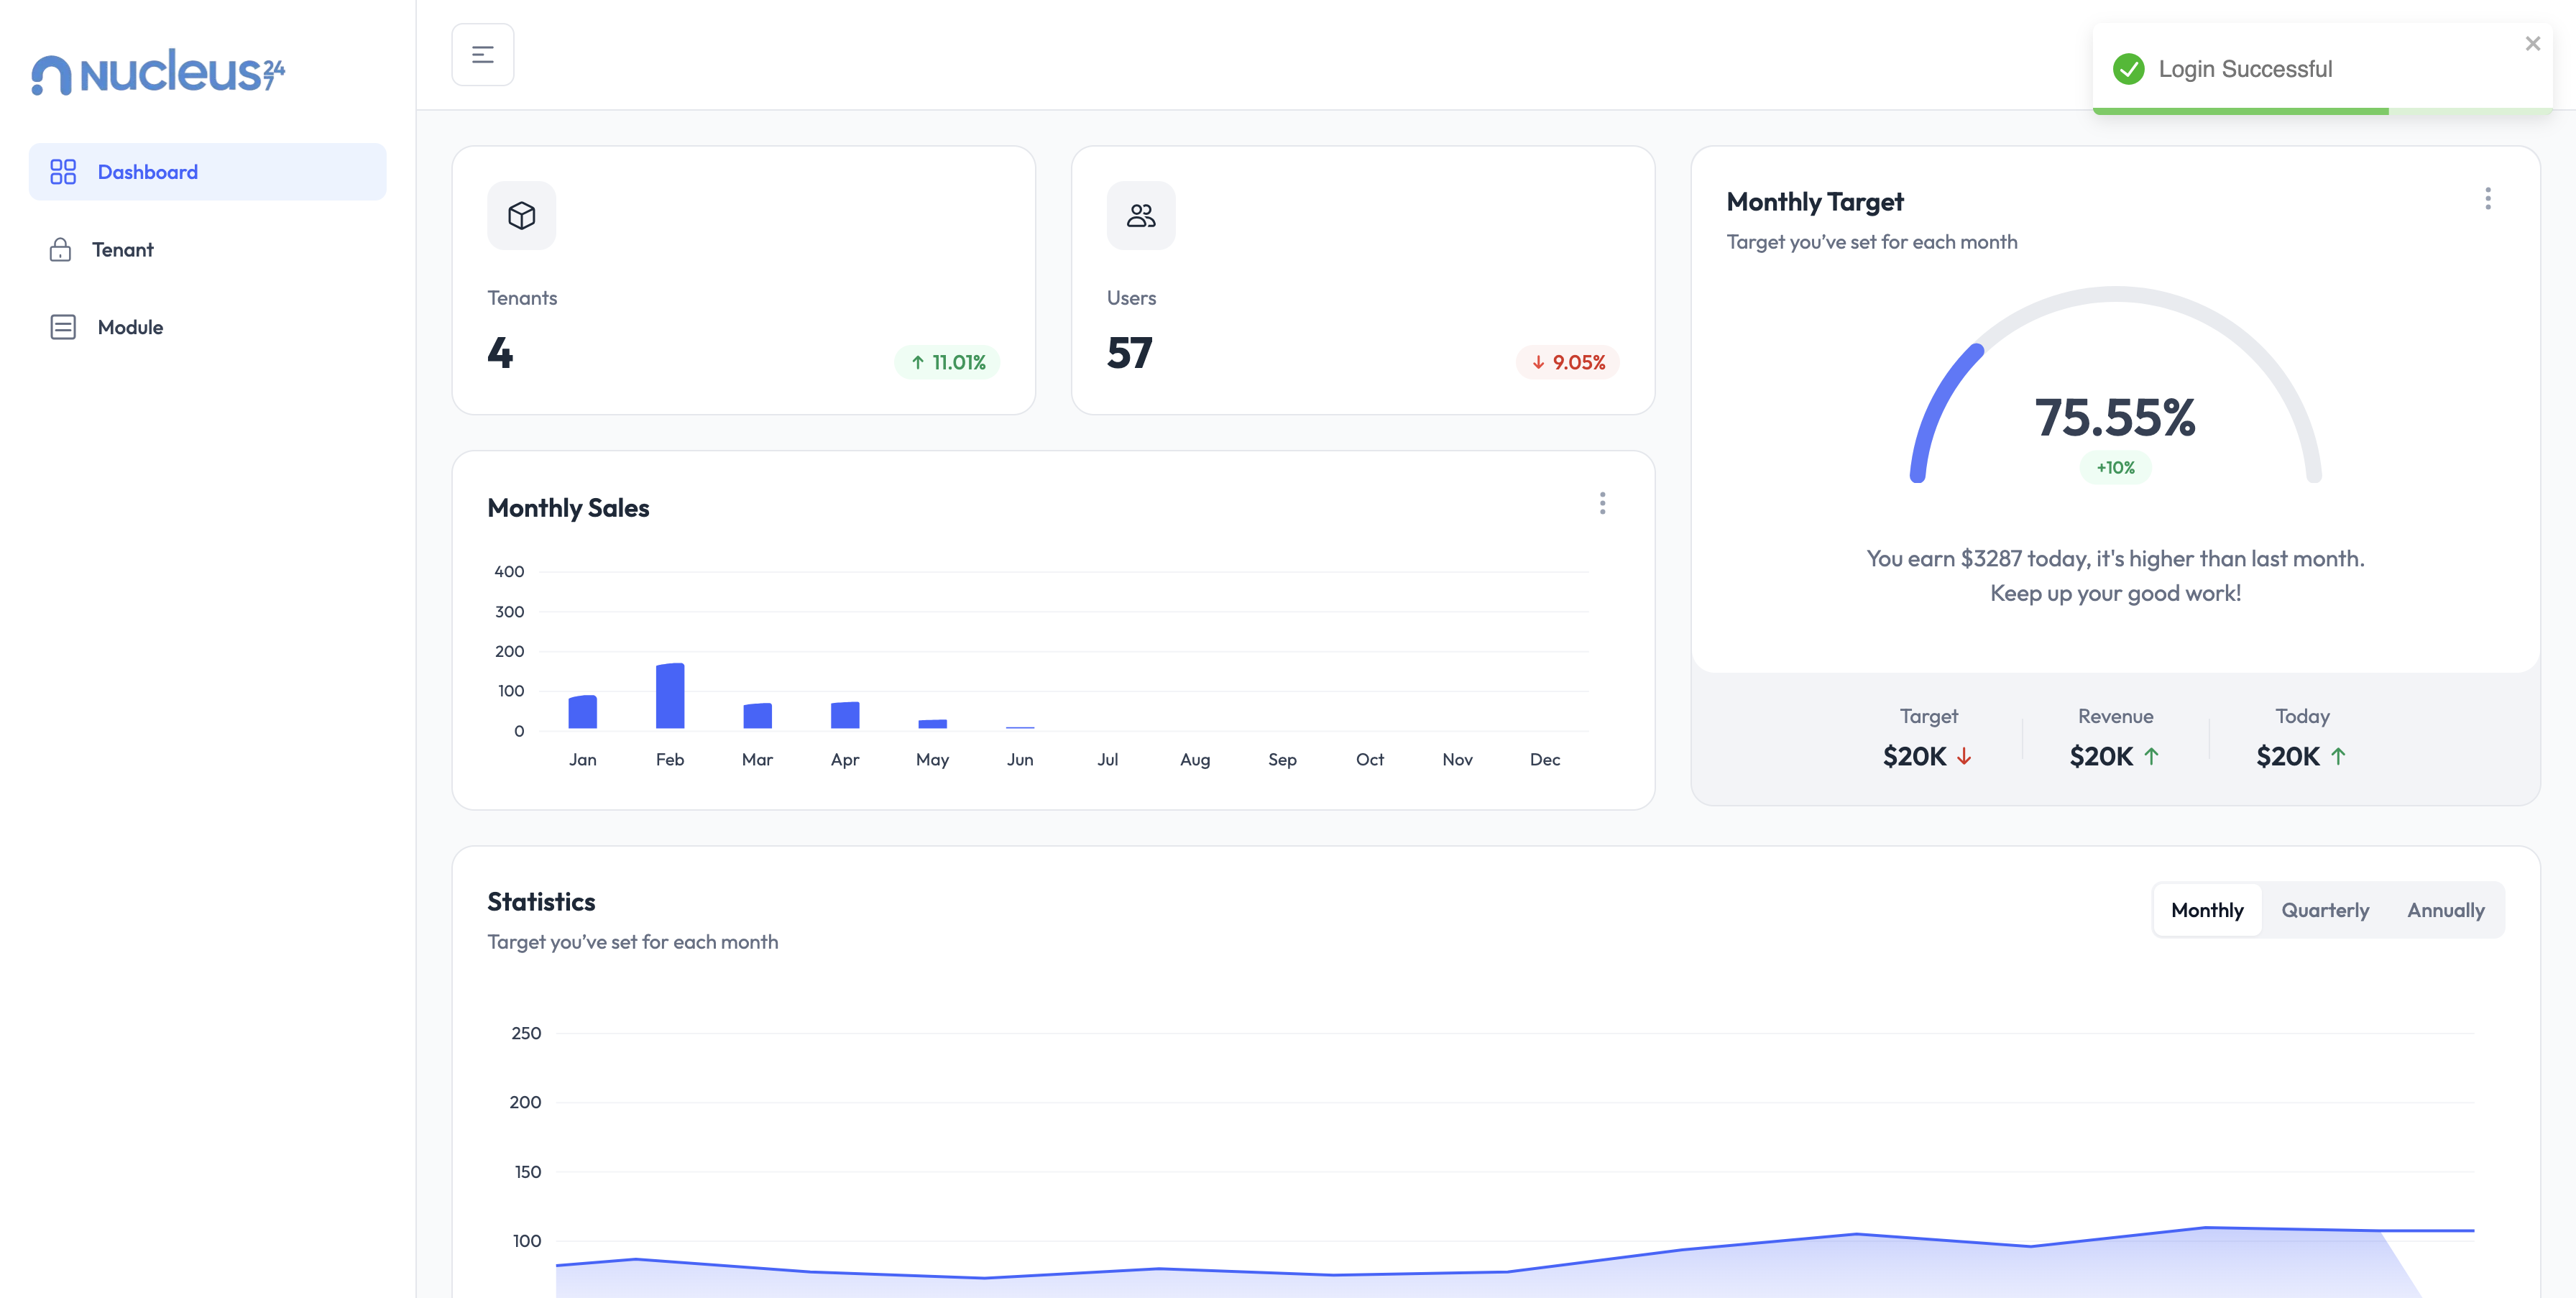 Nucleus 24
7
Dashboard
Tenant
Module
Login Successful
Tenants
4
↑ 11.01%
Users
57
↓ 9.05%
Monthly Sales
400
300
200
100
0
Jan Feb Mar Apr May Jun Jul Aug Sep Oct Nov Dec
Monthly Target
Target you’ve set for each month
75.55%
+10%
You earn $3287 today, it's higher than last month.
Keep up your good work!
Target Revenue Today
$20K ↓ $20K ↑ $20K ↑
Statistics
Target you’ve set for each month
Monthly Quarterly Annually
250
200
150
100